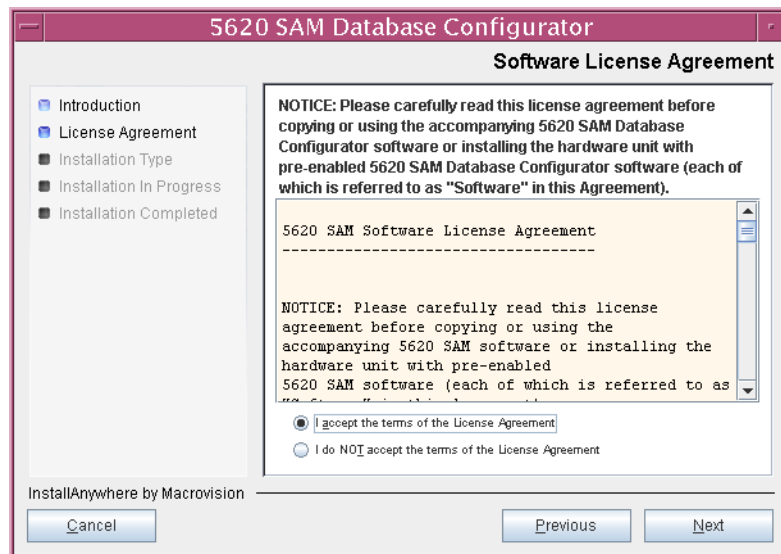 5620 SAM Database Configurator
Software License Agreement
Introduction
License Agreement
Installation Type
Installation In Progress
Installation Completed
NOTICE: Please carefully read this license agreement before
copying or using the accompanying 5620 SAM Database
Configurator software or installing the hardware unit with
pre-enabled 5620 SAM Database Configurator software (each of
which is referred to as "Software" in this Agreement).
5620 SAM Software License Agreement
-----------------------------------
NOTICE: Please carefully read this license
agreement before copying or using the
accompanying 5620 SAM software or installing the
hardware unit with pre-enabled
5620 SAM software (each of which is referred to as
I accept the terms of the License Agreement
I do NOT accept the terms of the License Agreement
InstallAnywhere by Macrovision
Cancel
Previous
Next